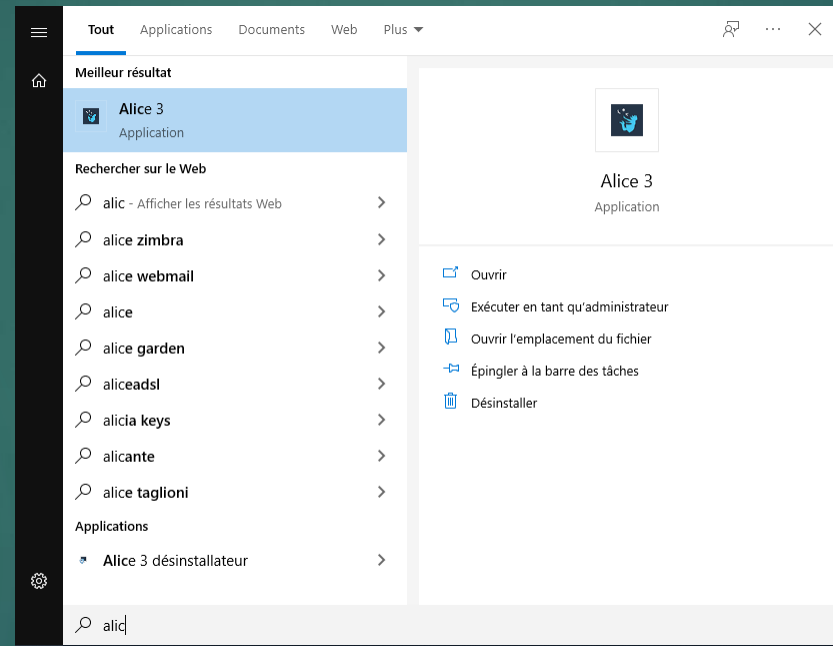 Tout Applications Documents Web Plus
Meilleur résultat
Alice 3
Application
Rechercher sur le Web
alic - Afficher les résultats Web
alice zimbra
alice webmail
alice
alice garden
aliceadsl
alicia keys
alicante
alice taglioni
Applications
Alice 3 désinstallateur
alic
Alice 3
Application
Ouvrir
Exécuter en tant qu'administrateur
Ouvrir l'emplacement du fichier
Épingler à la barre des tâches
Désinstaller